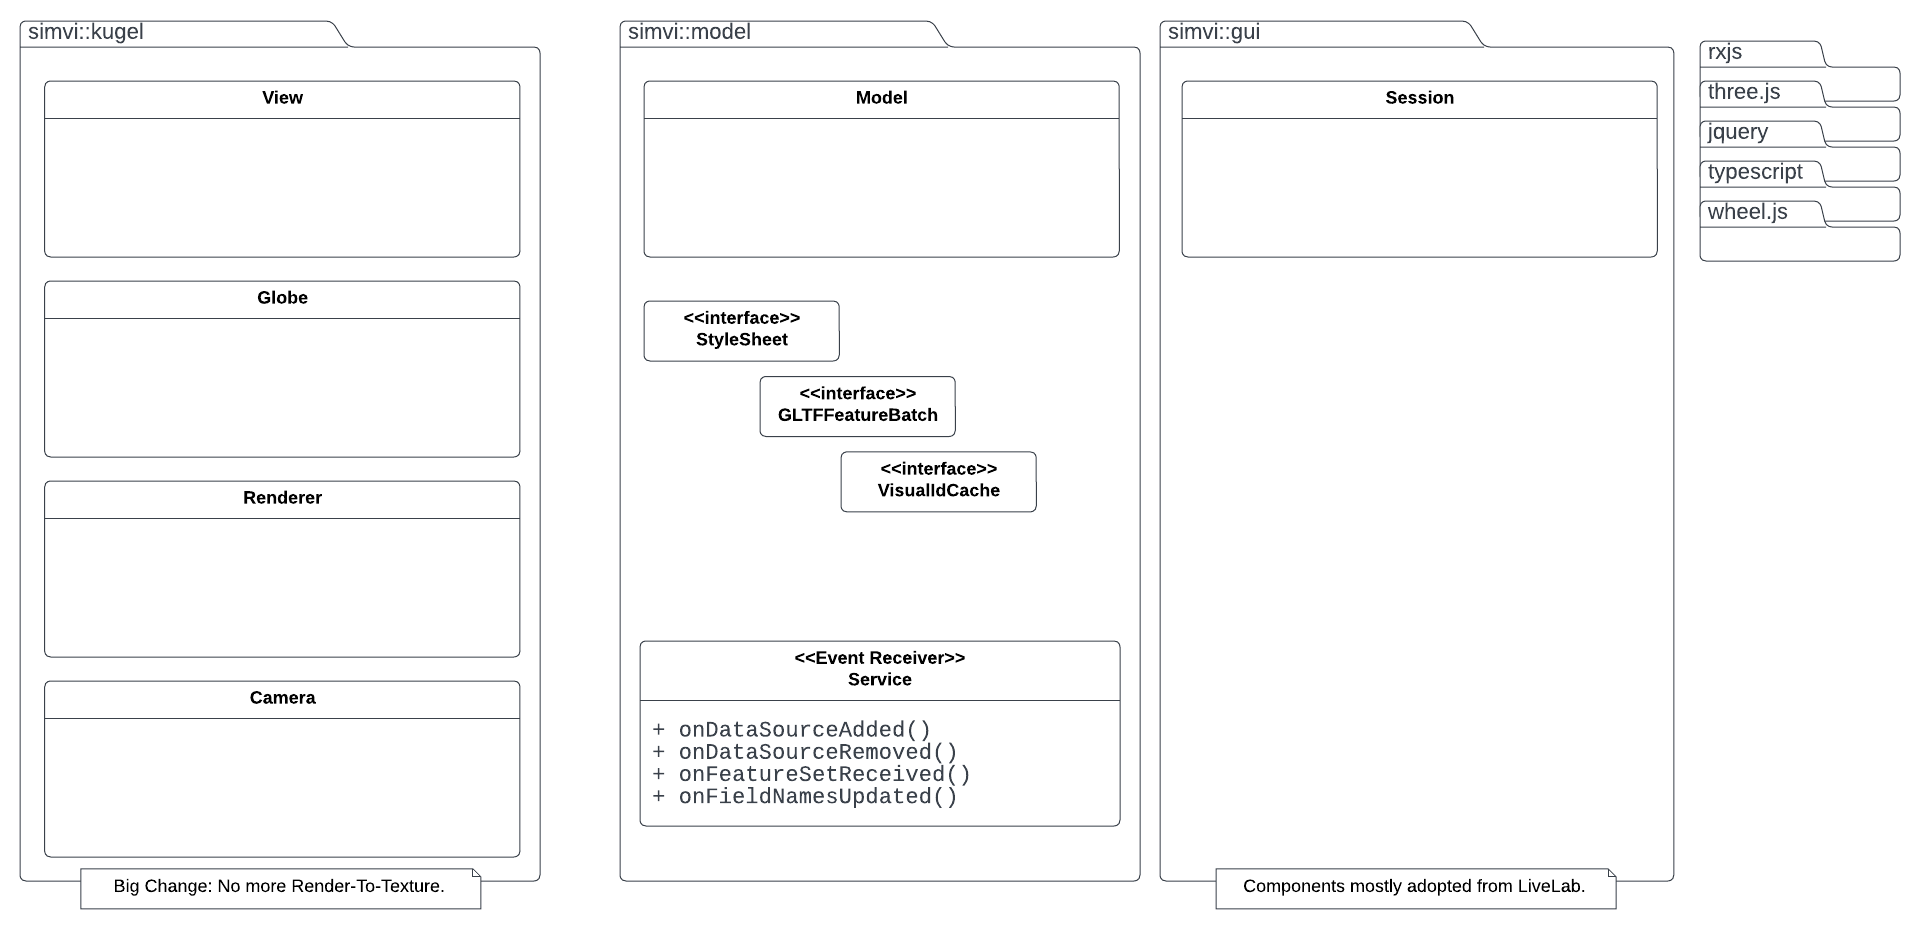 simvi::kugel
View
Globe
Renderer
Camera
Big Change: No more Render-To-Texture.
simvi::model
Model
<<interface>>
StyleSheet
<<interface>>
GLTFFeatureBatch
<<interface>>
VisualIdCache
<<Event Receiver>>
Service
+ onDataSourceAdded()
+ onDataSourceRemoved()
+ onFeatureSetReceived()
+ onFieldNamesUpdated()
simvi::gui
Session
Components mostly adopted from LiveLab.
rxjs
three.js
jquery
typescript
wheel.js